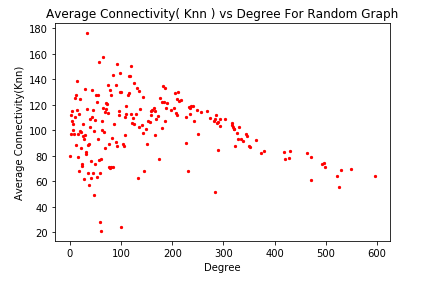 Average Connectivity( Knn ) vs Degree For Random Graph
Average Connectivity(Knn)
180
160
140
120
100
80
60
40
20
0 100 200 300 400 500 600
Degree